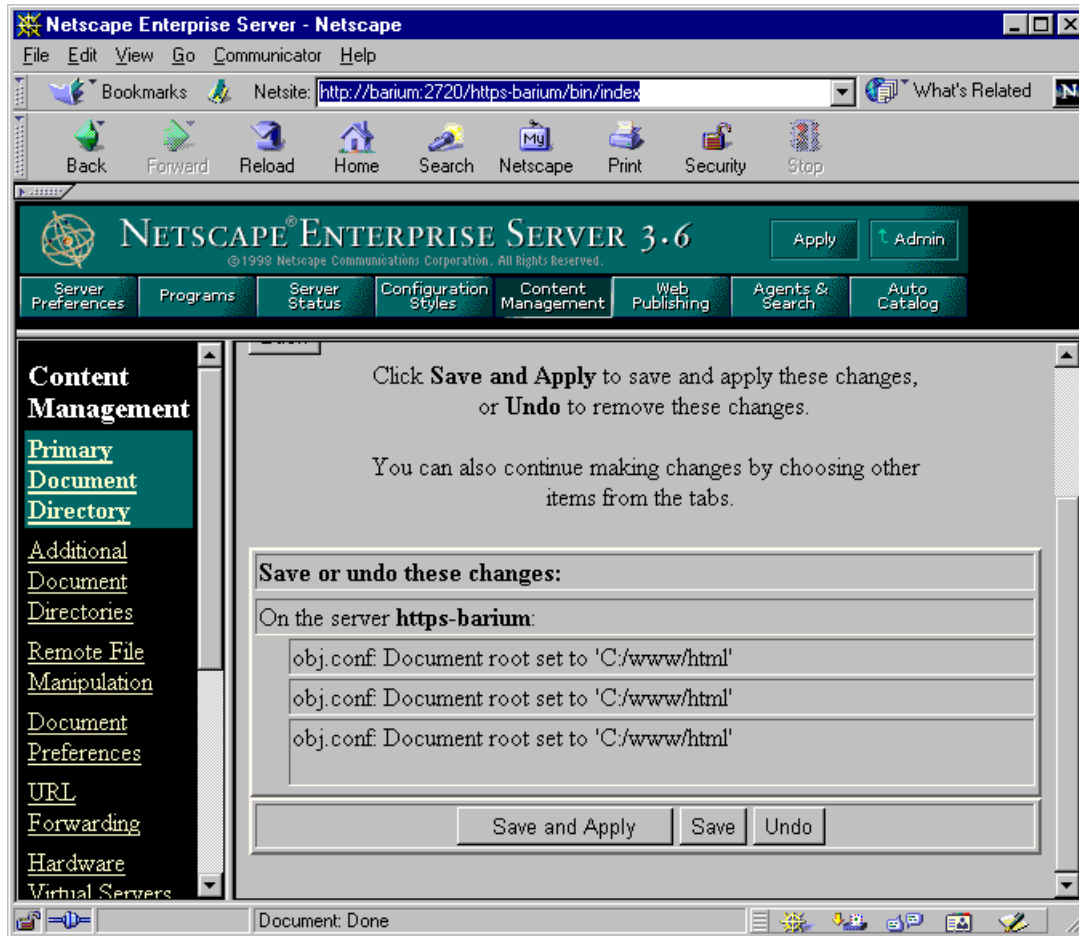 Netscape Enterprise Server - Netscape
File Edit View Go Communicator Help
Bookmarks Netsite: http://barium:2720/https-barium/bin/index What's Related N
Back Forward Reload Home Search My Netscape Print Security Stop
NETSCAPE® ENTERPRISE SERVER 3.6
©1998 Netscape Communications Corporation. All Rights Reserved.
Apply Admin
Server Preferences Programs Server Status Configuration Styles Content Management Web Publishing Agents & Search Auto Catalog
Content
Management
Primary
Document
Directory
Additional
Document
Directories
Remote File
Manipulation
Document
Preferences
URL
Forwarding
Hardware
Virtual Servers
Click Save and Apply to save and apply these changes,
or Undo to remove these changes.
You can also continue making changes by choosing other
items from the tabs.
Save or undo these changes:
On the server https-barium:
obj.conf: Document root set to 'C:/www/html'
obj.conf: Document root set to 'C:/www/html'
obj.conf: Document root set to 'C:/www/html'
Save and Apply Save Undo
Document: Done